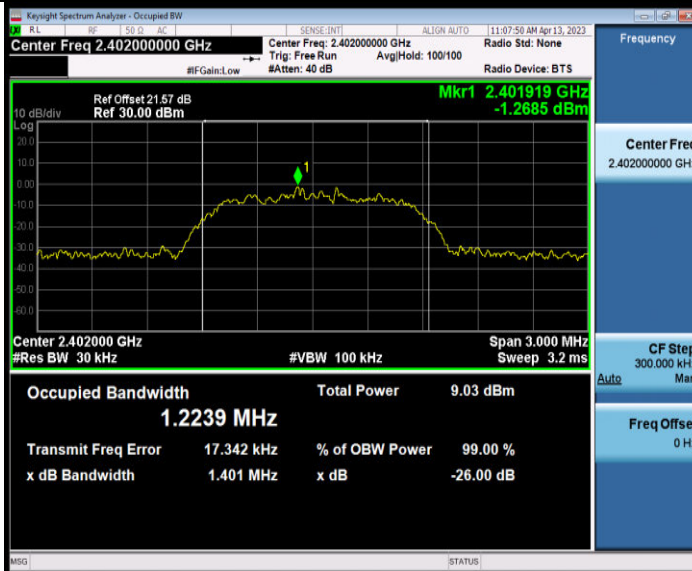 Keysight Spectrum Analyzer - Occupied BW
RL RF 50 Ω AC SENSE:INT ALIGN AUTO 11:07:50 AM Apr 13, 2023
Center Freq 2.402000000 GHz
Center Freq: 2.402000000 GHz
Radio Std: None
Trig: Free Run Avg|Hold: 100/100
#IFGain:Low #Atten: 40 dB Radio Device: BTS
Ref Offset 21.57 dB
10 dB/div Ref 30.00 dBm
Mkr1 2.401919 GHz
-1.2685 dBm
Log
20.0
10.0
0.00
-10.0
-20.0
-30.0
-40.0
-50.0
-60.0
1
Center 2.402000 GHz Span 3.000 MHz
#Res BW 30 kHz #VBW 100 kHz Sweep 3.2 ms
Occupied Bandwidth Total Power 9.03 dBm
1.2239 MHz
Transmit Freq Error 17.342 kHz % of OBW Power 99.00 %
x dB Bandwidth 1.401 MHz x dB -26.00 dB
MSG STATUS
Frequency
Center Freq
2.402000000 GHz
CF Step
300.000 kH
Auto Man
Freq Offse
0 H